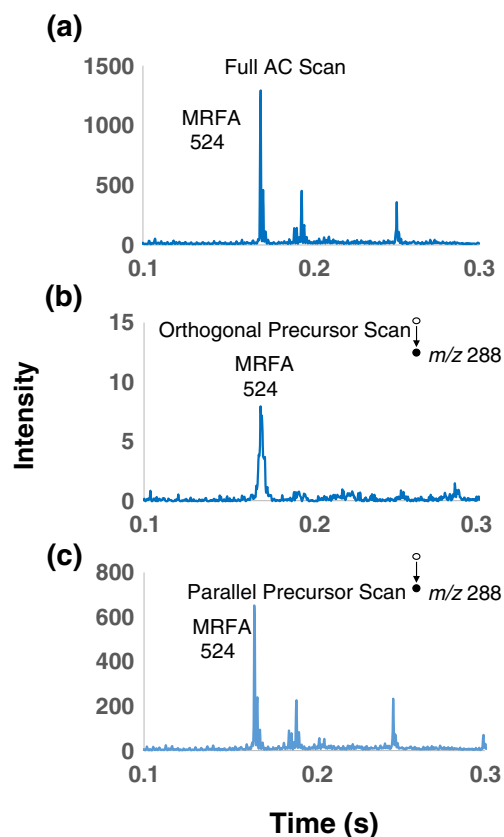 (a)
Full AC Scan
1500
MRFA
524
1000
500
0
0.1
0.2
0.3
(b)
15
Orthogonal Precursor Scan
m/z 288
MRFA
524
10
5
0
0.1
0.2
0.3
Intensity
(c)
800
Parallel Precursor Scan
m/z 288
MRFA
524
600
400
200
0
0.1
0.2
0.3
Time (s)